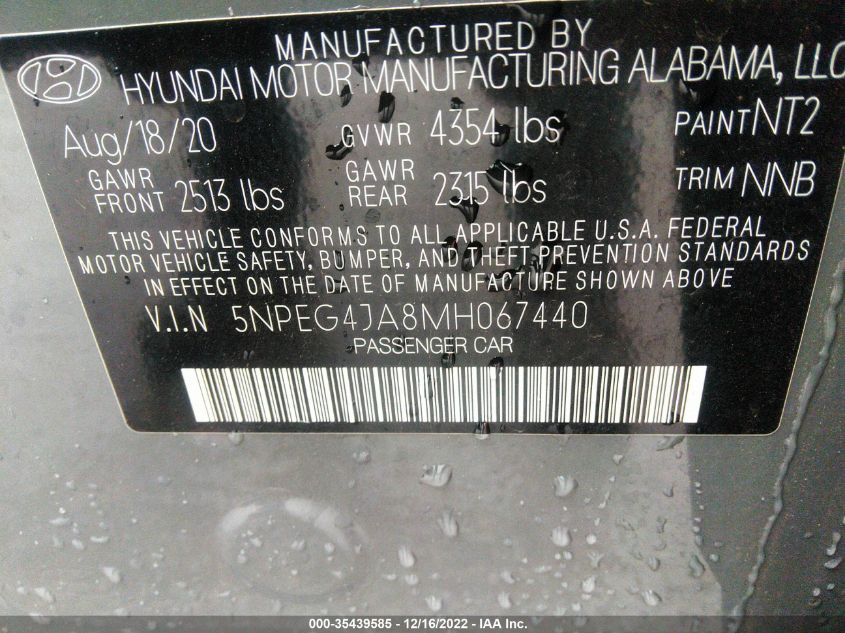 MANUFACTURED BY
HYUNDAI MOTOR MANUFACTURING ALABAMA, LLC
Aug/18/20 GVWR 4354 lbs PAINT NT2
GAWR FRONT 2513 lbs GAWR REAR 2315 lbs TRIM NNB
THIS VEHICLE CONFORMS TO ALL APPLICABLE U.S.A. FEDERAL
MOTOR VEHICLE SAFETY, BUMPER, AND THEFT PREVENTION STANDARDS
IN EFFECT ON THE DATE OF MANUFACTURE SHOWN ABOVE
V.I.N 5NPEG4JA8MH067440
PASSENGER CAR
000-35439585 - 12/16/2022 - IAA Inc.